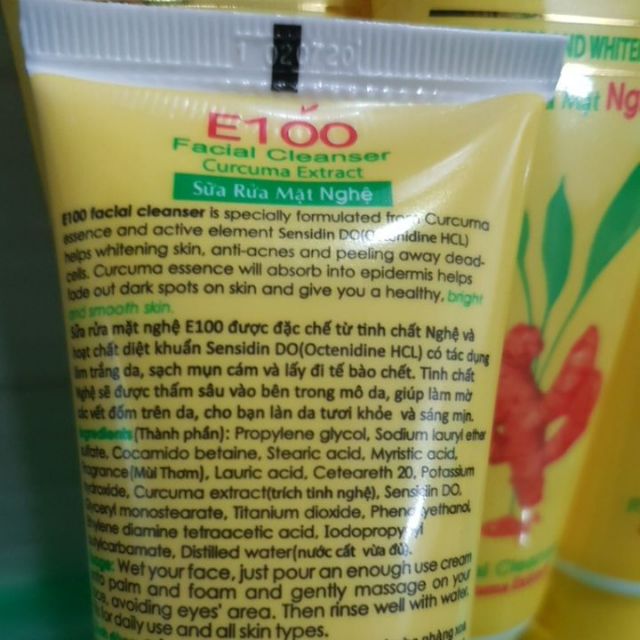 1 020720
E100
Facial Cleanser
Curcuma Extract
Sữa Rửa Mặt Nghệ
E100 facial cleanser is specially formulated from Curcuma
essence and active element Sensidin DO(Octenidine HCL)
helps whitening skin, anti-acnes and peeling away dead-
cells. Curcuma essence will absorb into epidermis helps
fade out dark spots on skin and give you a healthy, bright
and smooth skin.
Sữa rửa mặt nghệ E100 được đặc chế từ tinh chất Nghệ và
hoạt chất diệt khuẩn Sensidin DO(Octenidine HCL) có tác dụng
làm trắng da, sạch mụn cám và lấy đi tế bào chết. Tinh chất
Nghệ sẽ được thấm sâu vào bên trong mô da, giúp làm mờ
các vết đốm trên da, cho bạn làn da tươi khỏe và sáng mịn.
Ingredients (Thành phần): Propylene glycol, Sodium lauryl ether
sulfate, Cocamido betaine, Stearic acid, Myristic acid,
Fragrance (Mùi Thơm), Lauric acid, Ceteareth 20, Potassium
hydroxide, Curcuma extract(trích tinh nghệ), Sensidin DO,
Glyceryl monostearate, Titanium dioxide, Phenoxyethanol,
Ethylene diamine tetraacetic acid, Iodopropynyl
butylcarbamate, Distilled water(nước cất vừa đủ).
Usage: Wet your face, just pour an enough use cream
into palm and foam and gently massage on your
face, avoiding eyes' area. Then rinse well with water.
for daily use and all skin types.
ND WHITE
Mặt Ng